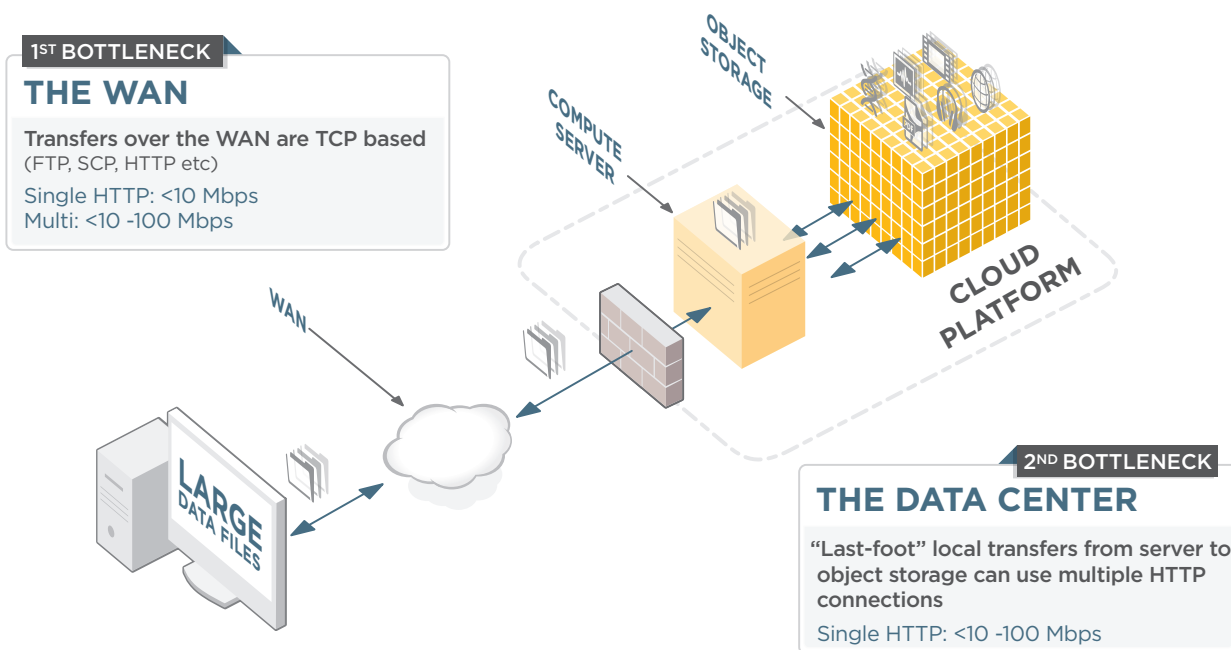 1ST BOTTLENECK
THE WAN
Transfers over the WAN are TCP based
(FTP, SCP, HTTP etc)
Single HTTP: <10 Mbps
Multi: <10 -100 Mbps
OBJECT
STORAGE
COMPUTE
SERVER
CLOUD
PLATFORM
WAN
LARGE
DATA FILES
2ND BOTTLENECK
THE DATA CENTER
“Last-foot” local transfers from server to
object storage can use multiple HTTP
connections
Single HTTP: <10 -100 Mbps